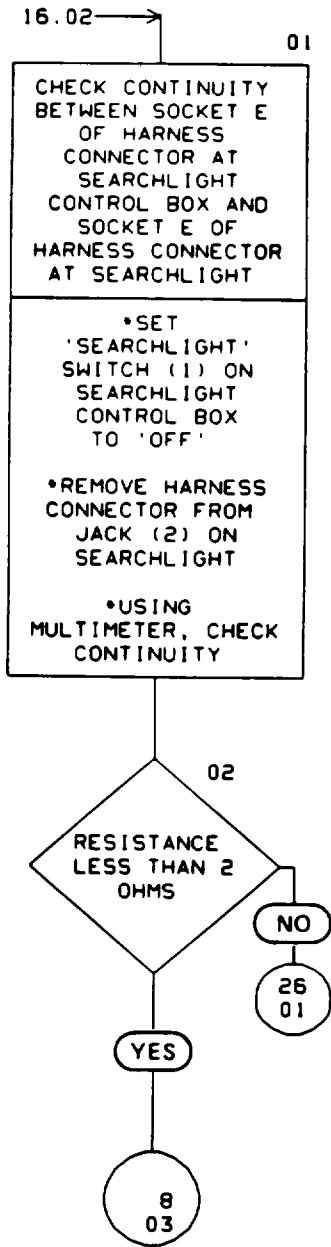 16.02
01
CHECK CONTINUITY
BETWEEN SOCKET E
OF HARNESS
CONNECTOR AT
SEARCHLIGHT
CONTROL BOX AND
SOCKET E OF
HARNESS CONNECTOR
AT SEARCHLIGHT
•SET
'SEARCHLIGHT'
SWITCH (1) ON
SEARCHLIGHT
CONTROL BOX
TO 'OFF'
•REMOVE HARNESS
CONNECTOR FROM
JACK (2) ON
SEARCHLIGHT
•USING
MULTIMETER, CHECK
CONTINUITY
02
RESISTANCE
LESS THAN 2
OHMS
NO
26
01
YES
8
03